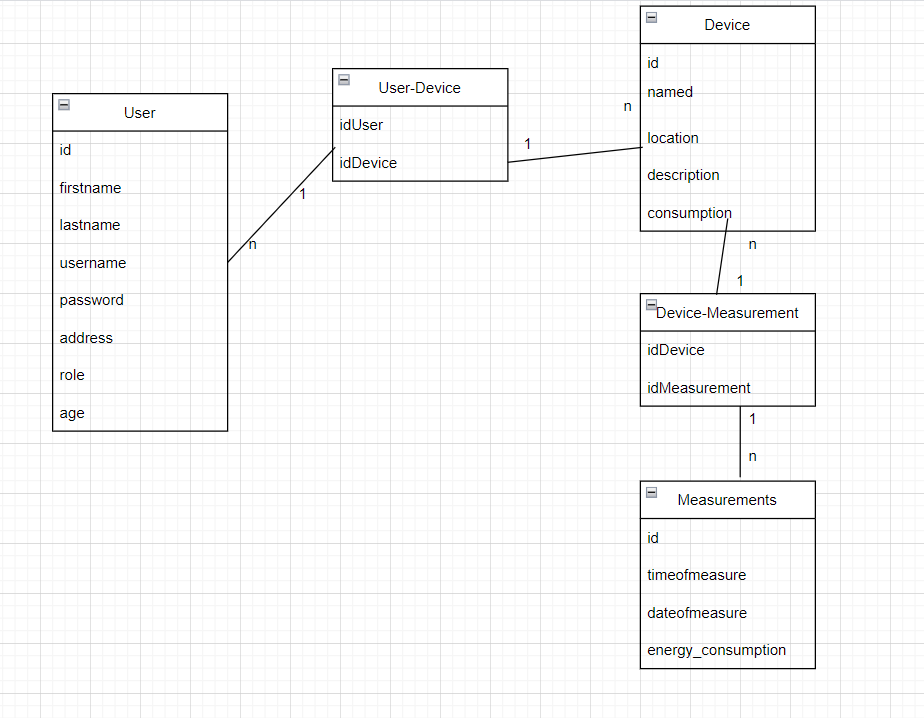 User
id
firstname
lastname
username
password
address
role
age
n
1
User-Device
idUser
idDevice
1
n
Device
id
named
location
description
consumption
n
1
Device-Measurement
idDevice
idMeasurement
1
n
Measurements
id
timeofmeasure
dateofmeasure
energy_consumption